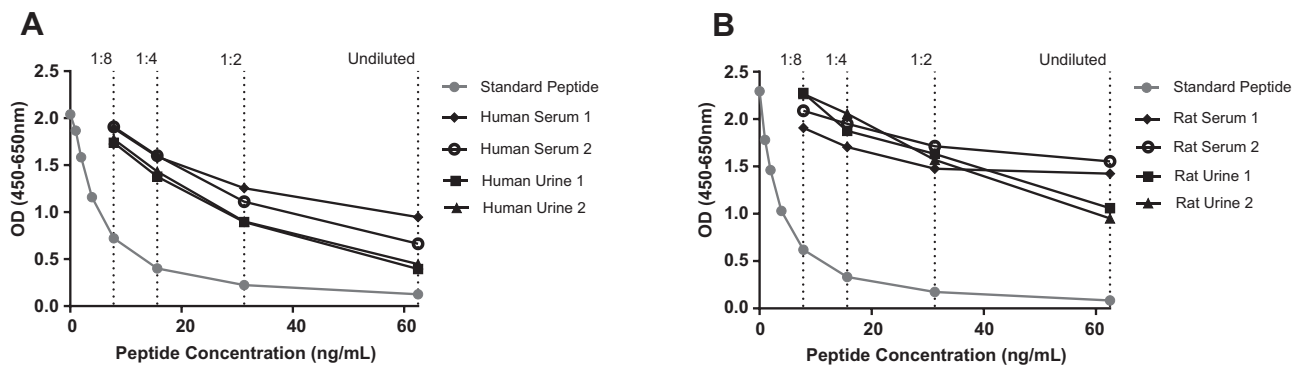 A
1:8 1:4 1:2 Undiluted
2.5
2.0
1.5
1.0
0.5
0.0
OD (450-650nm)
0 20 40 60
Peptide Concentration (ng/mL)
Standard Peptide
Human Serum 1
Human Serum 2
Human Urine 1
Human Urine 2
B
1:8 1:4 1:2 Undiluted
2.5
2.0
1.5
1.0
0.5
0.0
OD (450-650nm)
0 20 40 60
Peptide Concentration (ng/mL)
Standard Peptide
Rat Serum 1
Rat Serum 2
Rat Urine 1
Rat Urine 2